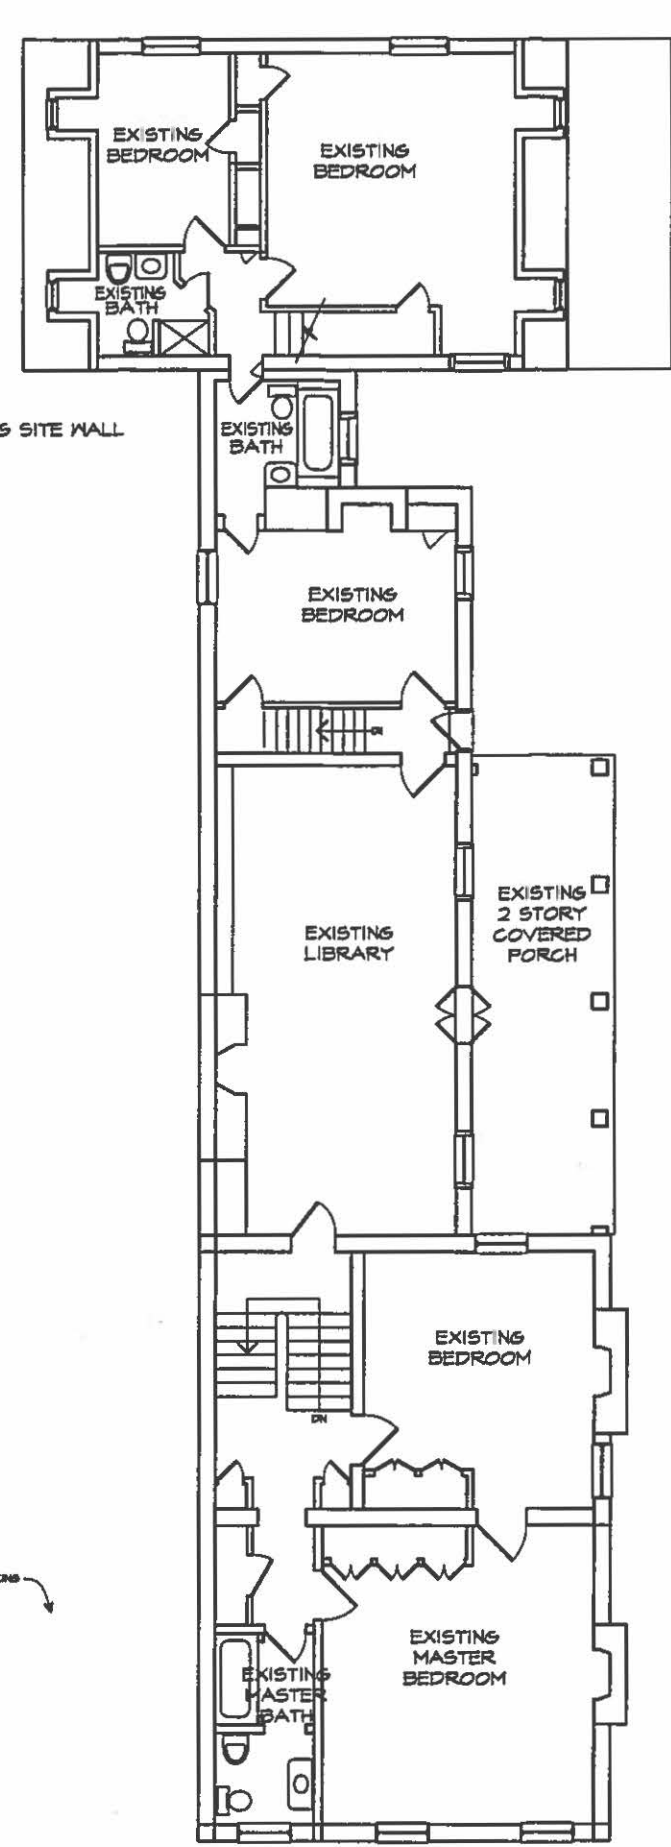 EXISTING
BEDROOM
EXISTING
BEDROOM
EXISTING
BATH
SITE WALL
EXISTING
BATH
EXISTING
BEDROOM
DN
EXISTING
LIBRARY
EXISTING
2 STORY
COVERED
PORCH
EXISTING
BEDROOM
DN
EXISTING
MASTER
BEDROOM
EXISTING
MASTER
BATH